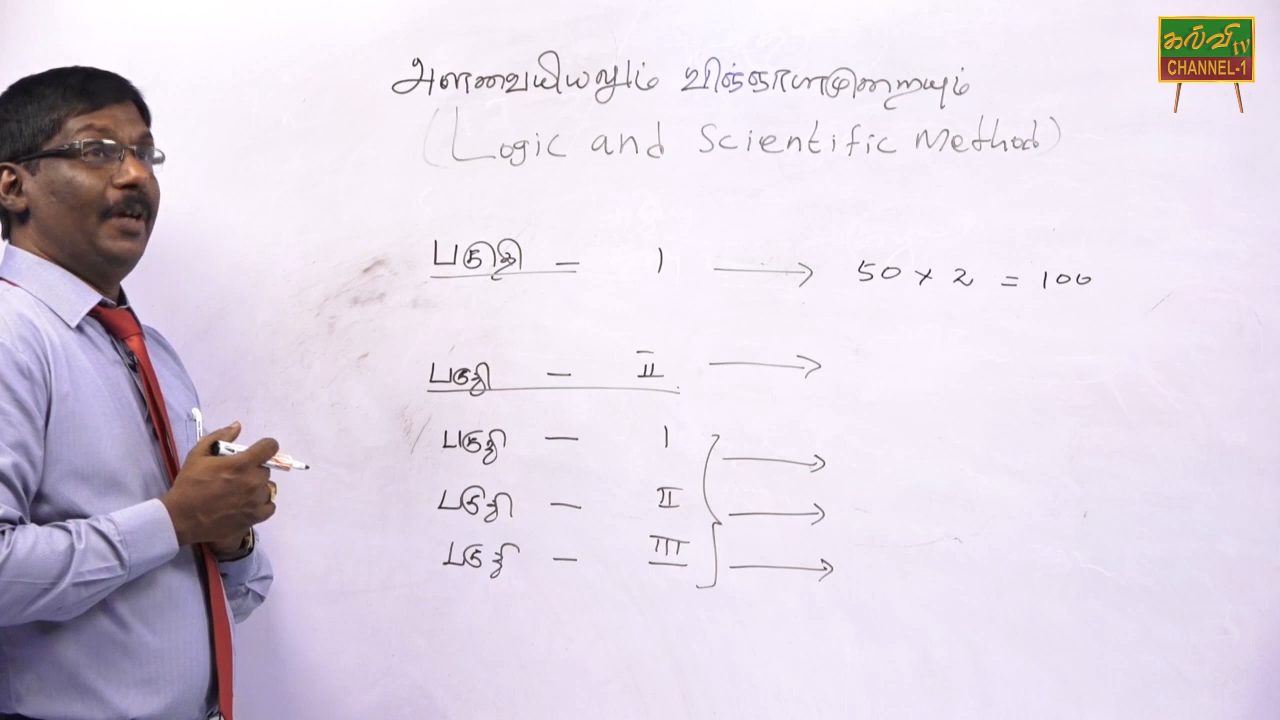 கல்வி TV
CHANNEL-1
அளவையியலும் விஞ்ஞானமுறையும்
(Logic and Scientific Method)
பகுதி - I → 50 × 2 = 100
பகுதி - II →
பகுதி - I →
பகுதி - II →
பகுதி - III →